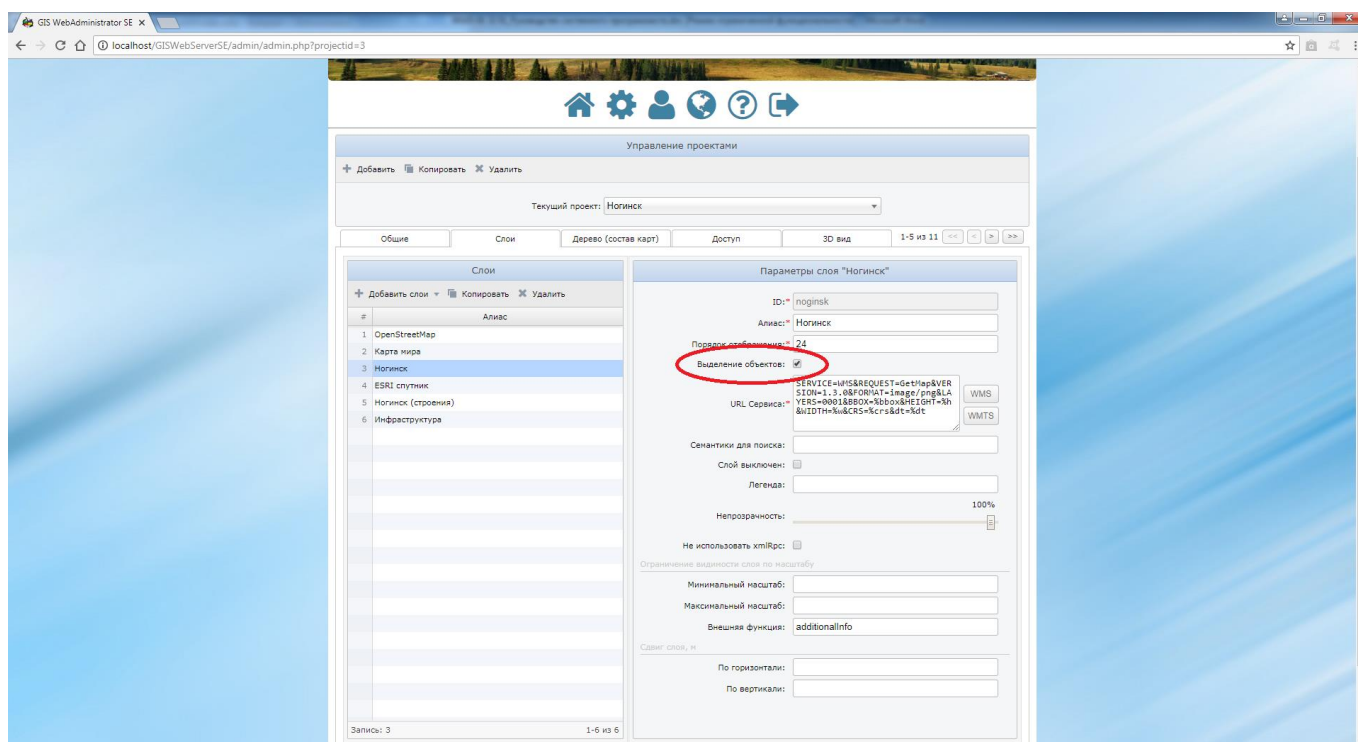 GIS WebAdministrator SE
localhost/GISWebServerSE/admin/admin.php?projectid=3
Управление проектами
Добавить Копировать Удалить
Текущий проект: Ногинск
Общие Слои Дерево (состав карт) Доступ 3D вид 1-5 из 11 << < > >>
Слои
Добавить слои Копировать Удалить
# Алиас
1 OpenStreetMap
2 Карта мира
3 Ногинск
4 ESRI спутник
5 Ногинск (строения)
6 Инфраструктура
Запись: 3 1-6 из 6
Параметры слоя "Ногинск"
ID:* noginsk
Алиас:* Ногинск
Порядок отображения:* 24
Выделение объектов:
URL Сервиса:*
SERVICE=WMS&REQUEST=GetMap&VER
SION=1.3.0&FORMAT=image/png&LA
YERS=0001&BBOX=%bbox&HEIGHT=%h
&WIDTH=%w&CRS=%crs&dt=%dt
WMS
WMTS
Семантики для поиска:
Слой выключен:
Легенда:
100%
Непрозрачность:
Не использовать xmlRpc:
Ограничение видимости слоя по масштабу
Минимальный масштаб:
Максимальный масштаб:
Внешняя функция: additionalInfo
Сдвиг слоя, м
По горизонтали:
По вертикали: